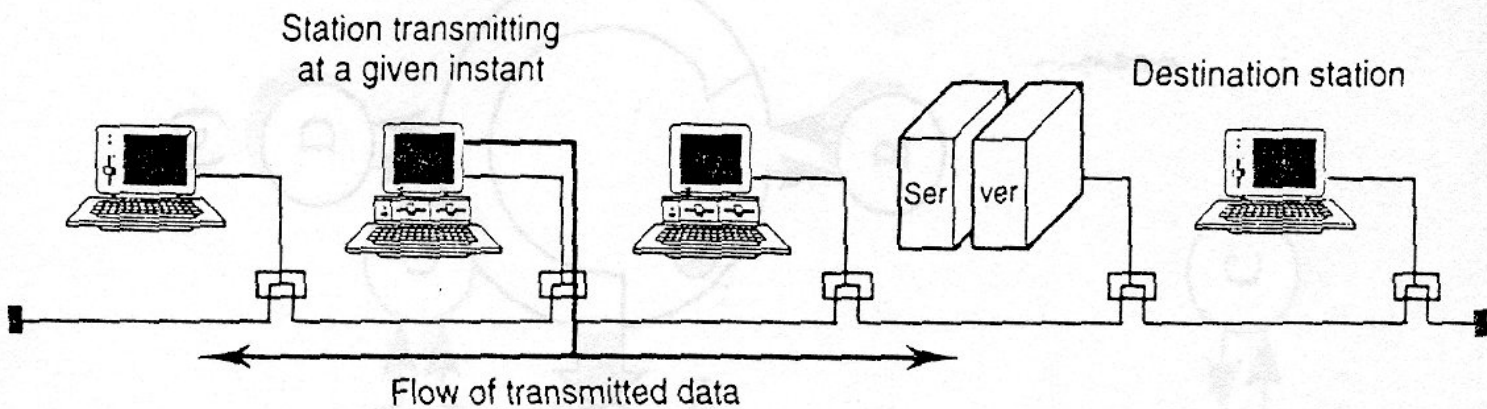 Station transmitting
at a given instant
Destination station
Ser ver
Flow of transmitted data